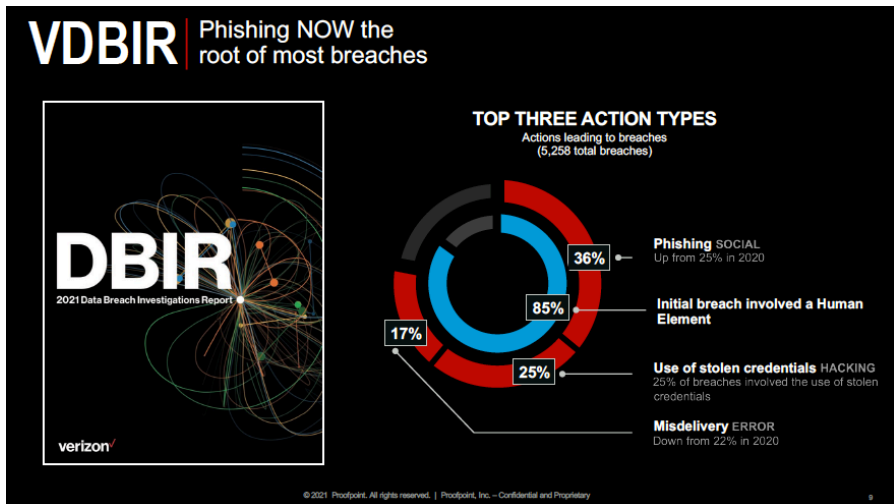 VDBIR
Phishing NOW the
root of most breaches
DBIR
2021 Data Breach Investigations Report
verizon✓
TOP THREE ACTION TYPES
Actions leading to breaches
(5,258 total breaches)
36%
85%
17%
25%
Phishing SOCIAL
Up from 25% in 2020
Initial breach involved a Human
Element
Use of stolen credentials HACKING
25% of breaches involved the use of stolen
credentials
Misdelivery ERROR
Down from 22% in 2020
© 2021 Proofpoint. All rights reserved. | Proofpoint, Inc. – Confidential and Proprietary
9